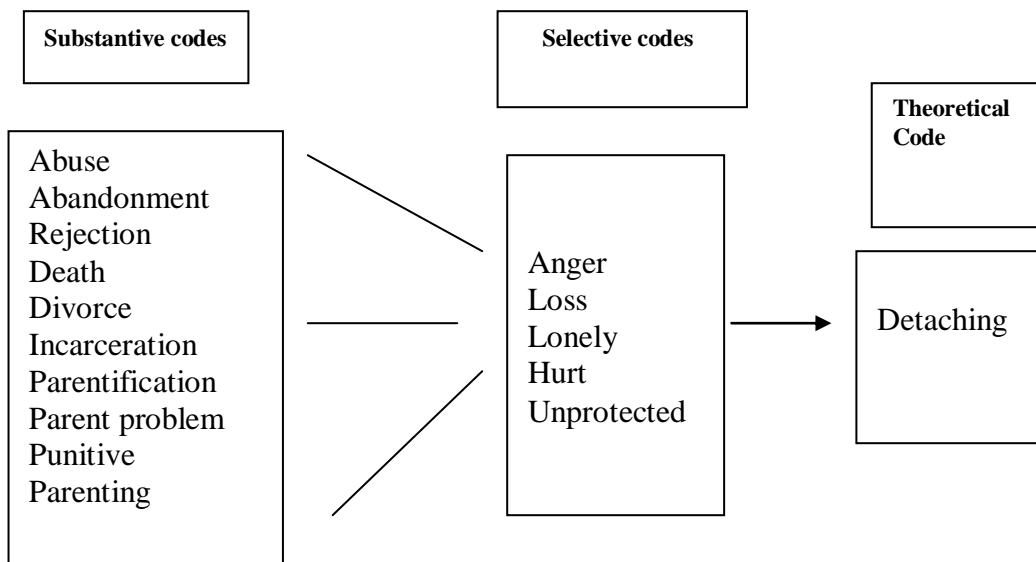 Substantive codes
Selective codes
Theoretical
Code
Abuse
Abandonment
Rejection
Death
Divorce
Incarceration
Parentification
Parent problem
Punitive
Parenting
Anger
Loss
Lonely
Hurt
Unprotected
Detaching